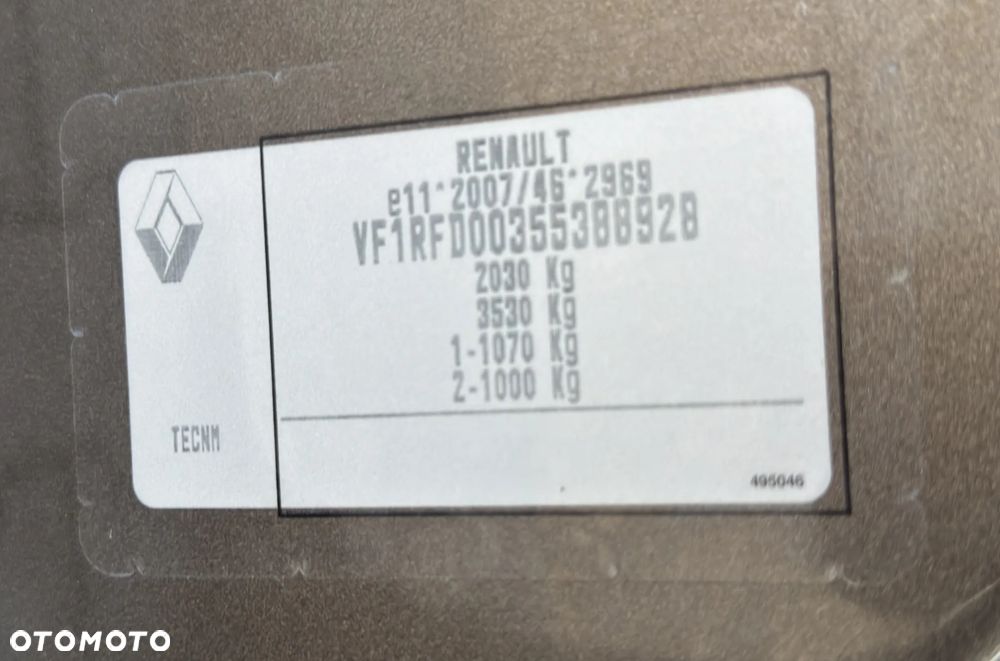 RENAULT
e11*2007/46*2969
VF1RFD00355388928
2030 Kg
3530 Kg
1-1070 Kg
2-1000 Kg
TECNM
495046
OTOMOTO